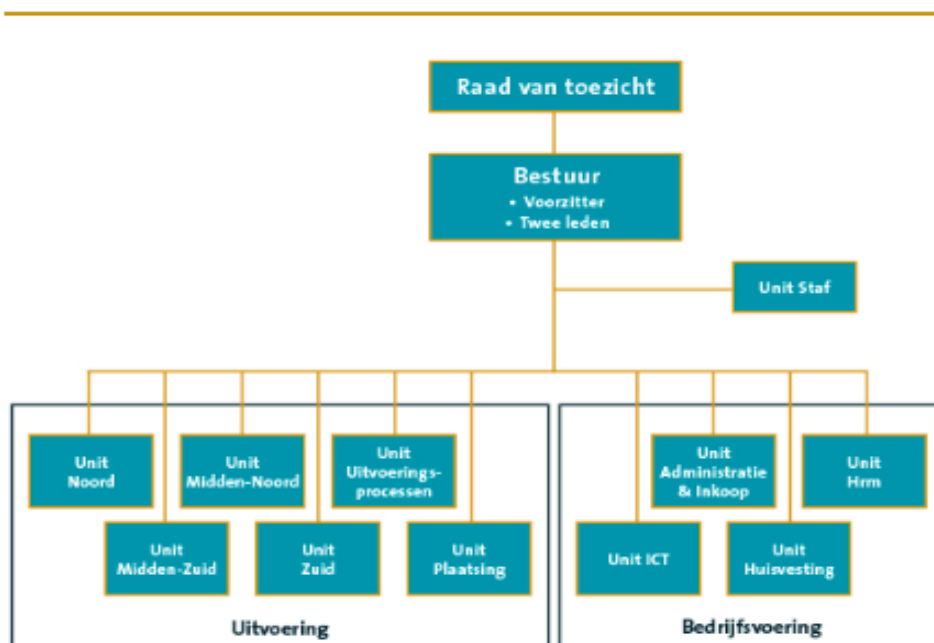 Raad van toezicht
Bestuur
• Voorzitter
• Twee leden
Unit Staf
Unit
Noord
Unit
Midden-Noord
Unit
Uitvoerings-
processen
Unit
Administratie
& Inkoop
Unit
Hrm
Unit
Midden-Zuid
Unit
Zuid
Unit
Plaatsing
Unit ICT
Unit
Huisvesting
Uitvoering
Bedrijfsvoering